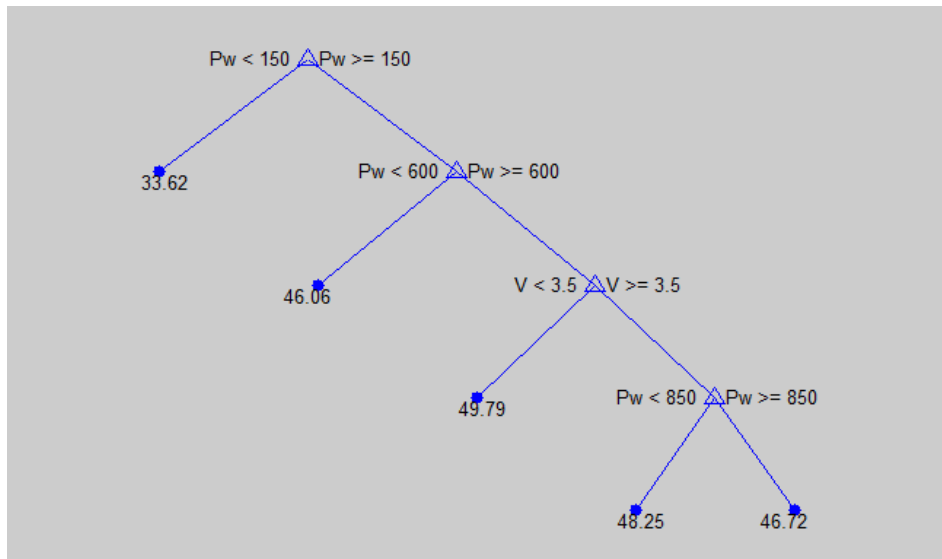 Pw < 150 Pw >= 150
33.62
Pw < 600 Pw >= 600
46.06
V < 3.5 V >= 3.5
49.79
Pw < 850 Pw >= 850
48.25 46.72